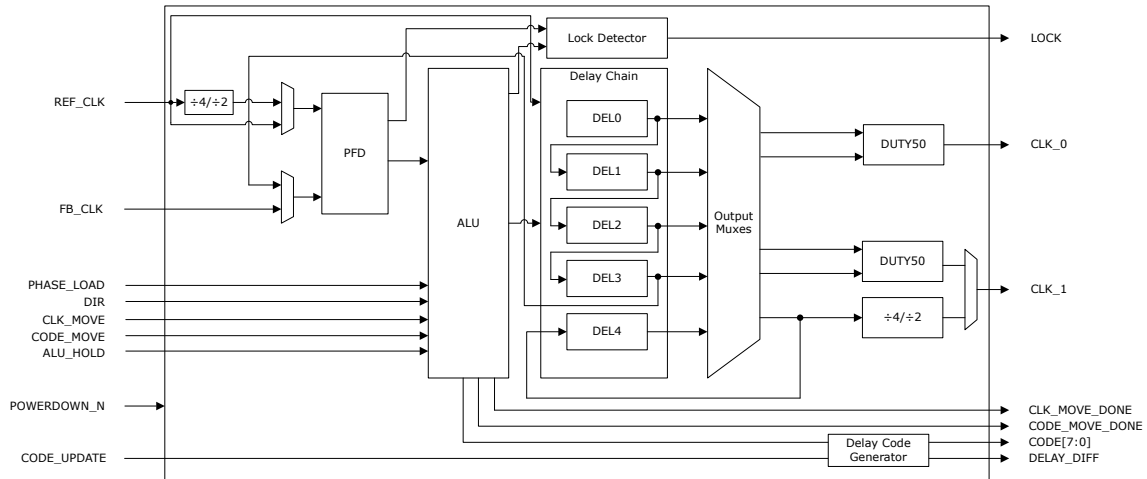 Lock Detector
LOCK
Delay Chain
REF_CLK
÷4/÷2
DEL0
PFD
DUTY50
CLK_0
DEL1
FB_CLK
ALU
DEL2
Output
Muxes
DUTY50
DEL3
PHASE_LOAD
CLK_1
DIR
CLK_MOVE
DEL4
÷4/÷2
CODE_MOVE
ALU_HOLD
POWERDOWN_N
CLK_MOVE_DONE
CODE_MOVE_DONE
CODE[7:0]
Delay Code
Generator
CODE_UPDATE
DELAY_DIFF